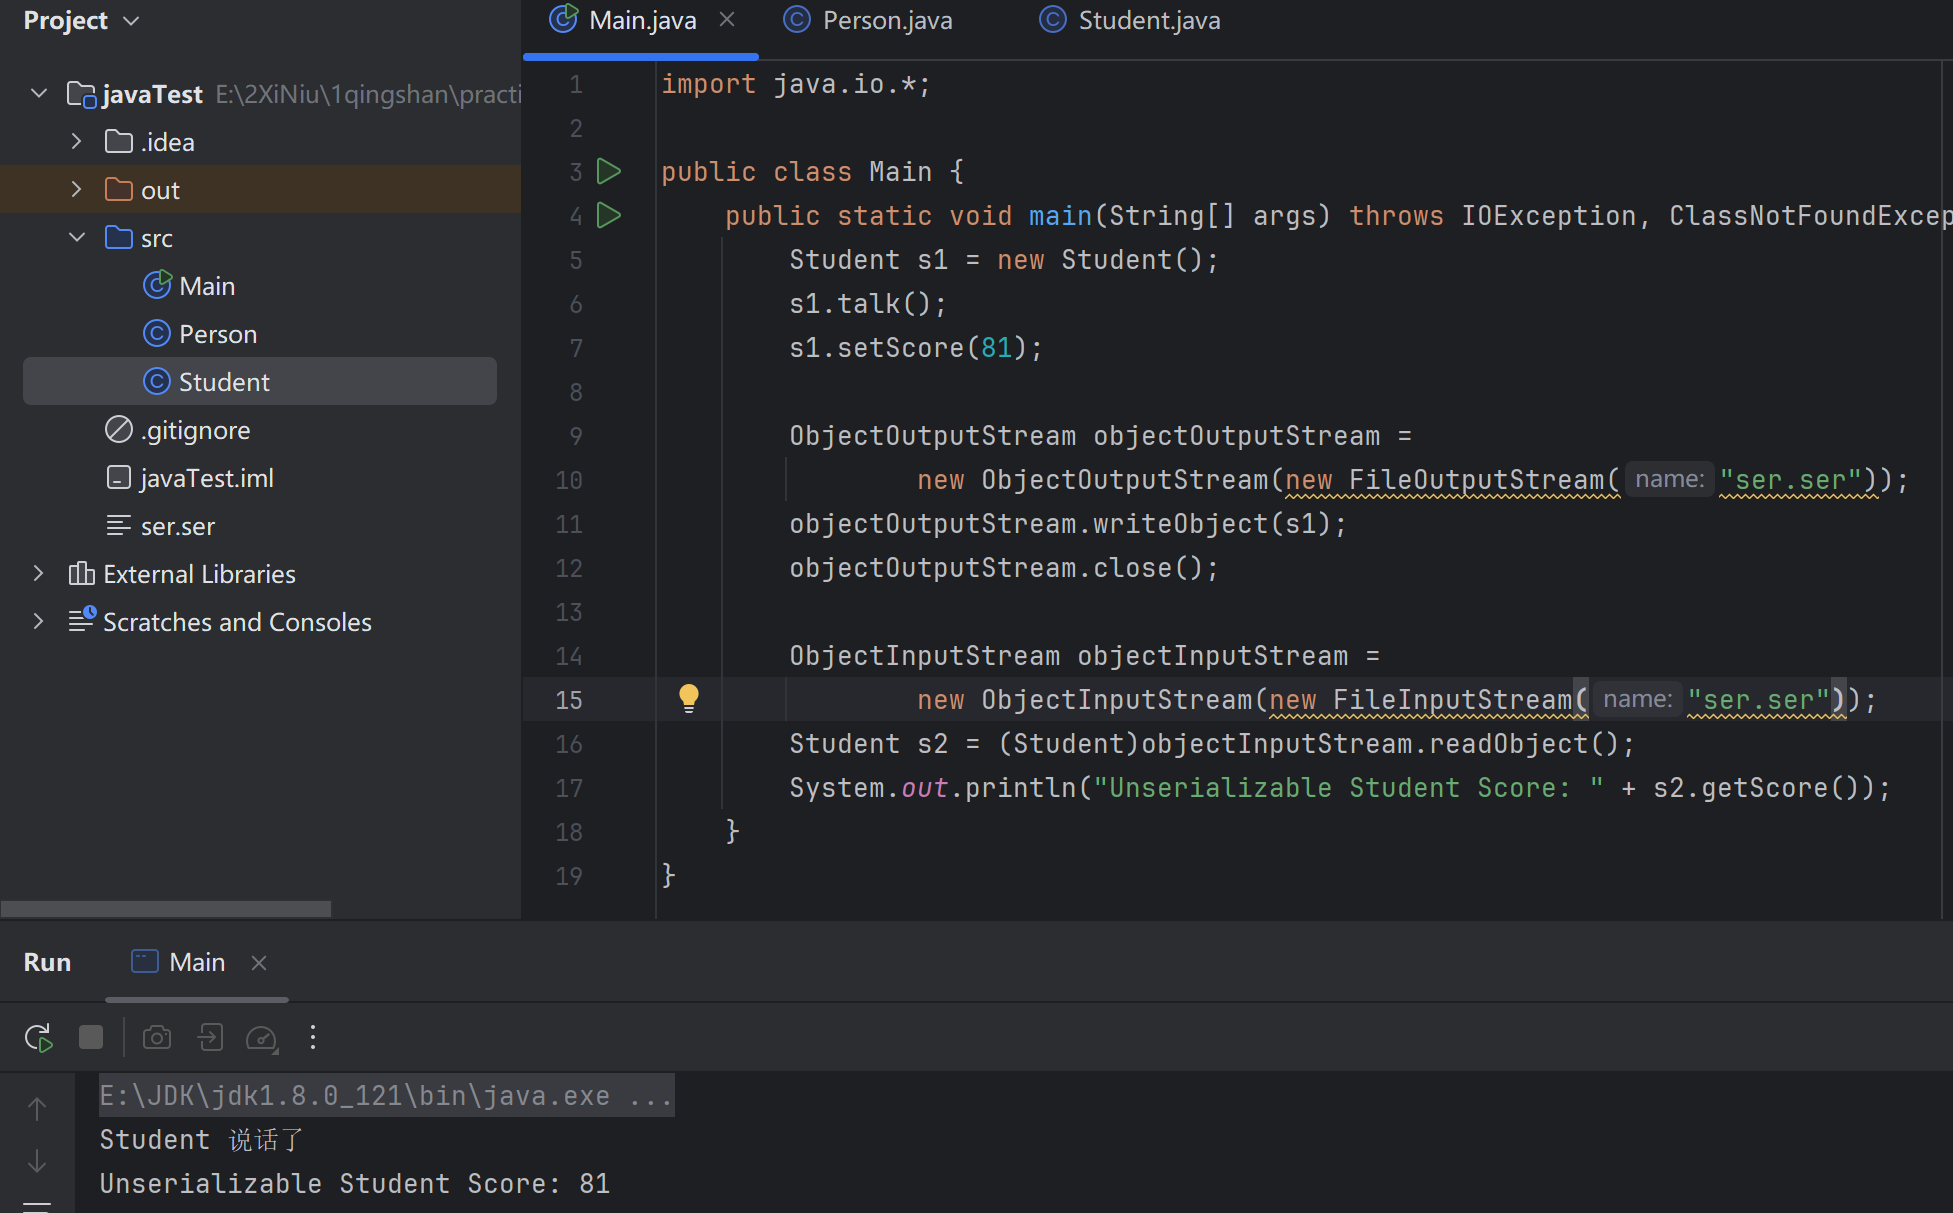 Project
javaTest E:\2XiNiu\1qingshan\practi
.idea
out
src
Main
Person
Student
.gitignore
javaTest.iml
ser.ser
External Libraries
Scratches and Consoles
Main.java
Person.java
Student.java
1 import java.io.*;
2
3 public class Main {
4 public static void main(String[] args) throws IOException, ClassNotFoundExcep
5 Student s1 = new Student();
6 s1.talk();
7 s1.setScore(81);
8
9 ObjectOutputStream objectOutputStream =
10 new ObjectOutputStream(new FileOutputStream( name: "ser.ser"));
11 objectOutputStream.writeObject(s1);
12 objectOutputStream.close();
13
14 ObjectInputStream objectInputStream =
15 new ObjectInputStream(new FileInputStream( name: "ser.ser"));
16 Student s2 = (Student)objectInputStream.readObject();
17 System.out.println("Unserializable Student Score: " + s2.getScore());
18 }
19 }
Run Main
E:\JDK\jdk1.8.0_121\bin\java.exe ...
Student 说话了
Unserializable Student Score: 81